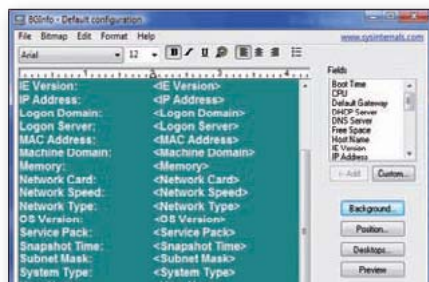 BGInfo - Default configuration
File Bitmap Edit Format Help
www.sysinternals.com
Arial 12 B I U
Fields
IE Version: <IE Version>
IP Address: <IP Address>
Logon Domain: <Logon Domain>
Logon Server: <Logon Server>
MAC Address: <MAC Address>
Machine Domain: <Machine Domain>
Memory: <Memory>
Network Card: <Network Card>
Network Speed: <Network Speed>
Network Type: <Network Type>
OS Version: <OS Version>
Service Pack: <Service Pack>
Snapshot Time: <Snapshot Time>
Subnet Mask: <Subnet Mask>
System Type: <System Type>
Boot Time
CPU
Default Gateway
DHCP Server
DNS Server
Free Space
Host Name
IE Version
IP Address
<- Add Custom...
Background...
Position...
Desktops...
Preview